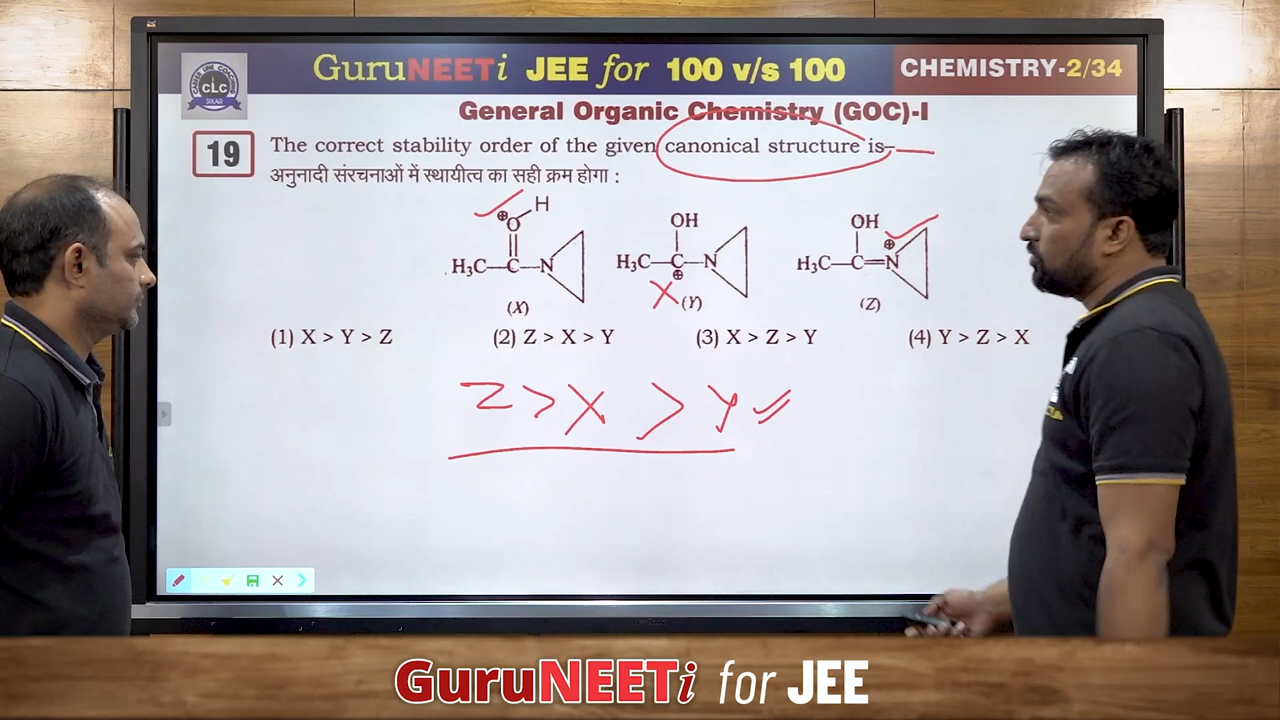 GuruNEETi JEE for 100 v/s 100
CHEMISTRY-2/34
CLC
SIKAR
General Organic Chemistry (GOC)-I
19
The correct stability order of the given canonical structure is–
अनुनादी संरचनाओं में स्थायीत्व का सही क्रम होगा :
⊕
O H
H₃C—C—N
(X)
OH
H₃C—C—N
⊕
(Y)
OH
⊕
H₃C—C=N
(Z)
(1) X > Y > Z
(2) Z > X > Y
(3) X > Z > Y
(4) Y > Z > X
Z > X > Y
GuruNEETi for JEE